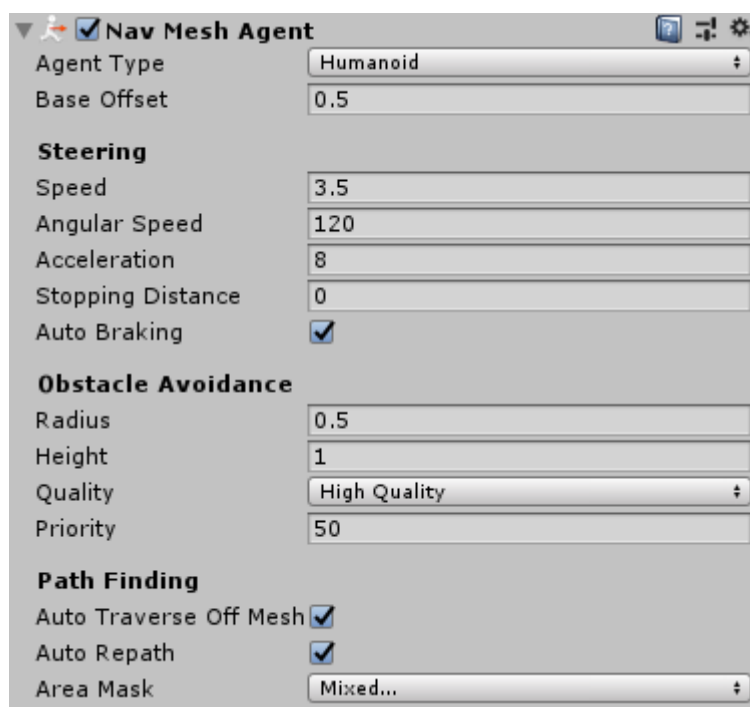 Nav Mesh Agent
Agent Type Humanoid
Base Offset 0.5
Steering
Speed 3.5
Angular Speed 120
Acceleration 8
Stopping Distance 0
Auto Braking
Obstacle Avoidance
Radius 0.5
Height 1
Quality High Quality
Priority 50
Path Finding
Auto Traverse Off Mesh
Auto Repath
Area Mask Mixed...